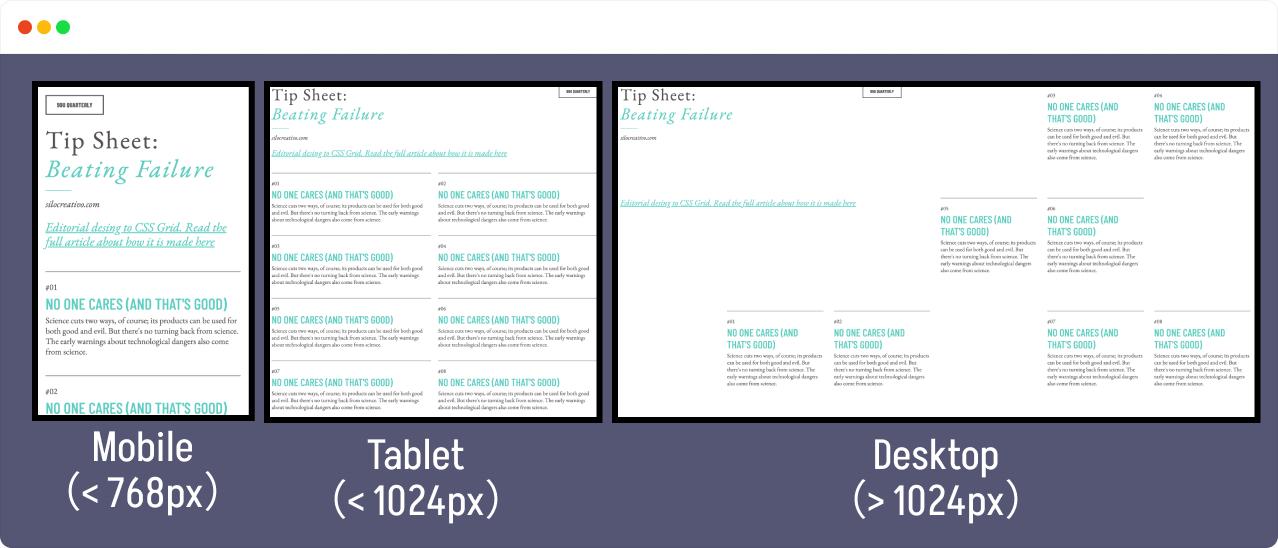 990 QUARTERLY
Tip Sheet:
Beating Failure
silocreativo.com
Editorial desing to CSS Grid. Read the
full article about how it is made here
#01
NO ONE CARES (AND THAT'S GOOD)
Science cuts two ways, of course; its products can be used for
both good and evil. But there's no turning back from science.
The early warnings about technological dangers also come
from science.
#02
NO ONE CARES (AND THAT'S GOOD)
Mobile
(< 768px)
990 QUARTERLY
Tip Sheet:
Beating Failure
silocreativo.com
Editorial desing to CSS Grid. Read the full article about how it is made here
#01
NO ONE CARES (AND THAT'S GOOD)
Science cuts two ways, of course; its products can be used for both good
and evil. But there's no turning back from science. The early warnings
about technological dangers also come from science.
#02
NO ONE CARES (AND THAT'S GOOD)
Science cuts two ways, of course; its products can be used for both good
and evil. But there's no turning back from science. The early warnings
about technological dangers also come from science.
#03
NO ONE CARES (AND THAT'S GOOD)
Science cuts two ways, of course; its products can be used for both good
and evil. But there's no turning back from science. The early warnings
about technological dangers also come from science.
#04
NO ONE CARES (AND THAT'S GOOD)
Science cuts two ways, of course; its products can be used for both good
and evil. But there's no turning back from science. The early warnings
about technological dangers also come from science.
#05
NO ONE CARES (AND THAT'S GOOD)
Science cuts two ways, of course; its products can be used for both good
and evil. But there's no turning back from science. The early warnings
about technological dangers also come from science.
#06
NO ONE CARES (AND THAT'S GOOD)
Science cuts two ways, of course; its products can be used for both good
and evil. But there's no turning back from science. The early warnings
about technological dangers also come from science.
#07
NO ONE CARES (AND THAT'S GOOD)
Science cuts two ways, of course; its products can be used for both good
and evil. But there's no turning back from science. The early warnings
about technological dangers also come from science.
#08
NO ONE CARES (AND THAT'S GOOD)
Science cuts two ways, of course; its products can be used for both good
and evil. But there's no turning back from science. The early warnings
about technological dangers also come from science.
Tablet
(< 1024px)
Tip Sheet:
Beating Failure
silocreativo.com
990 QUARTERLY
Editorial desing to CSS Grid. Read the full article about how it is made here
#03
NO ONE CARES (AND
THAT'S GOOD)
Science cuts two ways, of course; its products
can be used for both good and evil. But
there's no turning back from science. The
early warnings about technological dangers
also come from science.
#04
NO ONE CARES (AND
THAT'S GOOD)
Science cuts two ways, of course; its products
can be used for both good and evil. But
there's no turning back from science. The
early warnings about technological dangers
also come from science.
#05
NO ONE CARES (AND
THAT'S GOOD)
Science cuts two ways, of course; its products
can be used for both good and evil. But
there's no turning back from science. The
early warnings about technological dangers
also come from science.
#06
NO ONE CARES (AND
THAT'S GOOD)
Science cuts two ways, of course; its products
can be used for both good and evil. But
there's no turning back from science. The
early warnings about technological dangers
also come from science.
#01
NO ONE CARES (AND
THAT'S GOOD)
Science cuts two ways, of course; its products
can be used for both good and evil. But
there's no turning back from science. The
early warnings about technological dangers
also come from science.
#02
NO ONE CARES (AND
THAT'S GOOD)
Science cuts two ways, of course; its products
can be used for both good and evil. But
there's no turning back from science. The
early warnings about technological dangers
also come from science.
#07
NO ONE CARES (AND
THAT'S GOOD)
Science cuts two ways, of course; its products
can be used for both good and evil. But
there's no turning back from science. The
early warnings about technological dangers
also come from science.
#08
NO ONE CARES (AND
THAT'S GOOD)
Science cuts two ways, of course; its products
can be used for both good and evil. But
there's no turning back from science. The
early warnings about technological dangers
also come from science.
Desktop
(> 1024px)